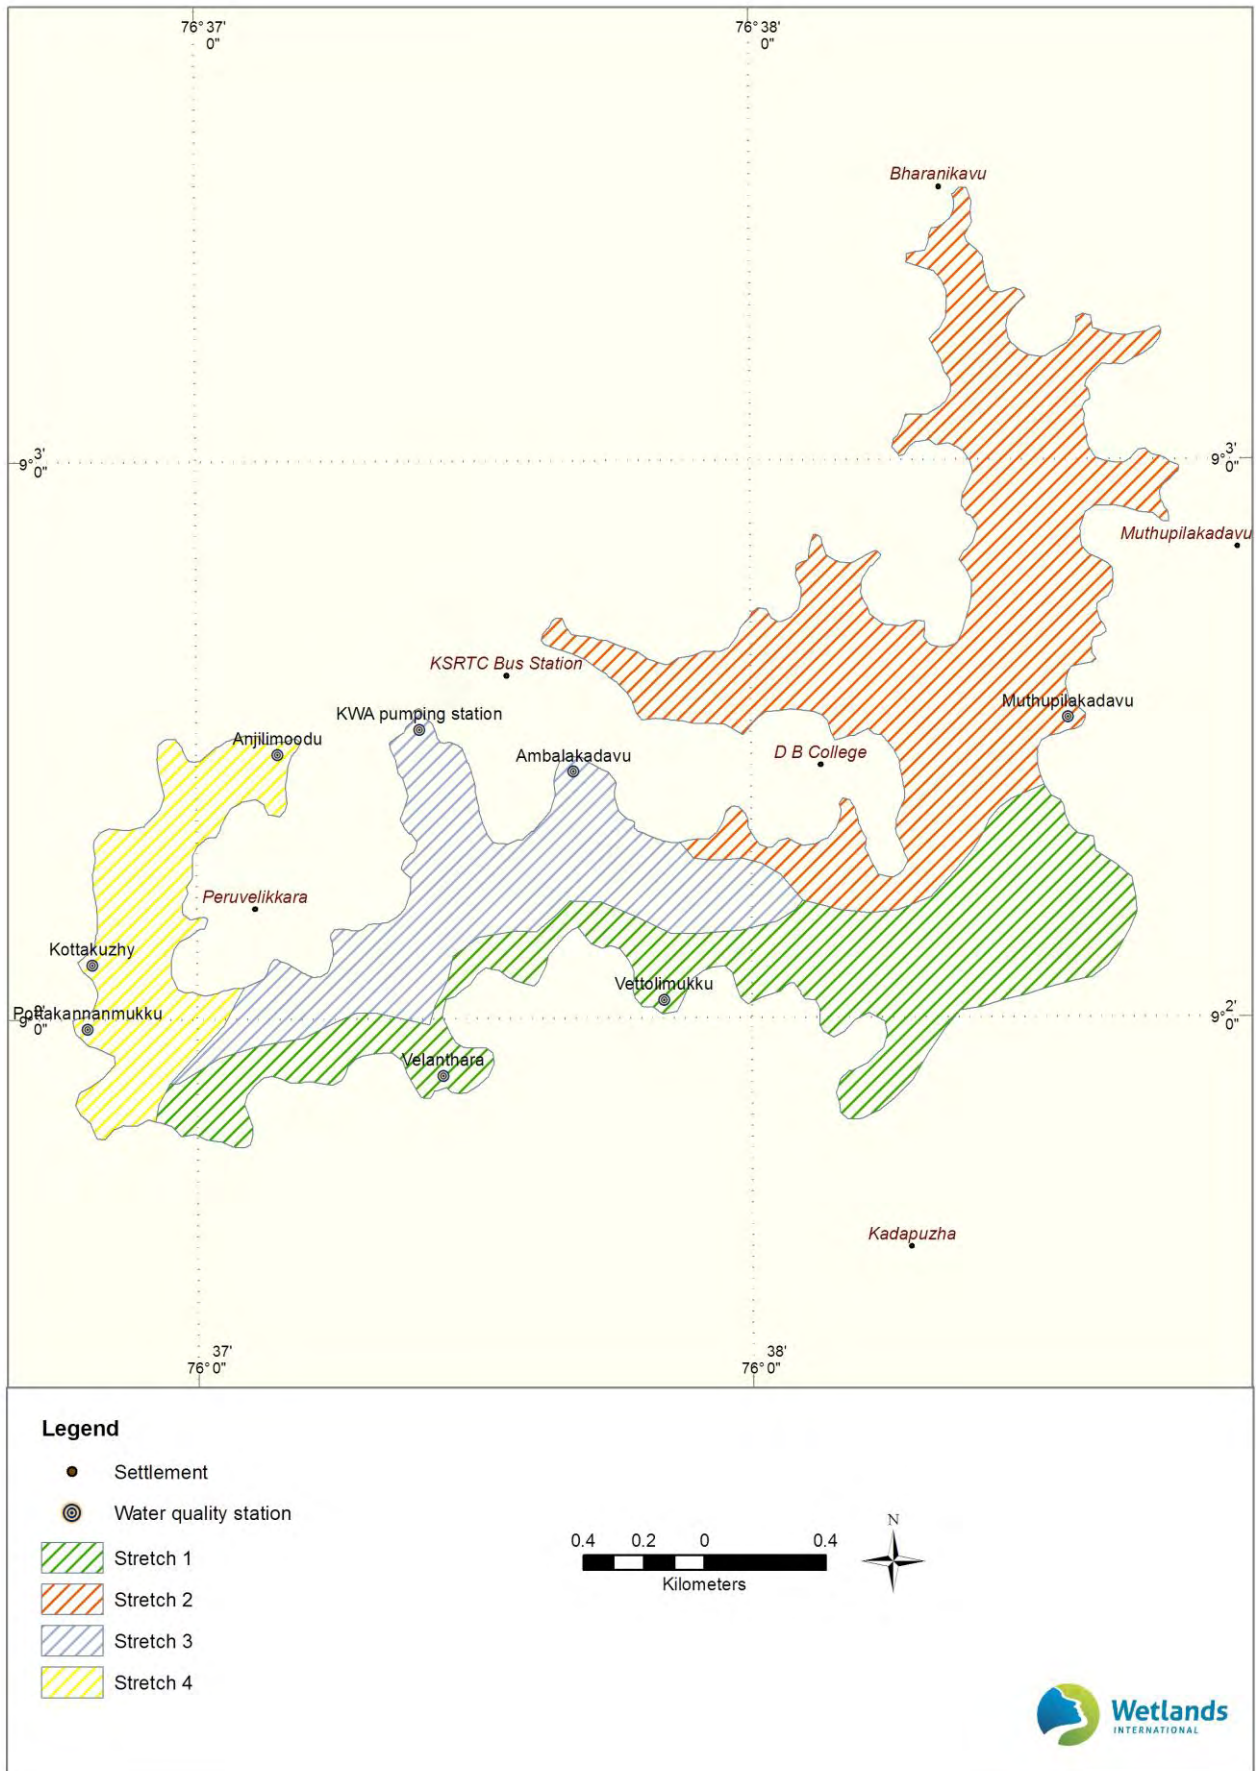 76° 37' 0"
76° 38' 0"
Bharanikavu
9° 3' 0"
9° 3' 0"
Muthupilakadavu
KSRTC Bus Station
Muthupilakadavu
KWA pumping station
Anjilimoodu
Ambalakadavu
D B College
Peruvelikkara
Kottakuzhy
Vettolimukku
Pottakannanmukku
9° 2' 0"
9° 2' 0"
Velanthara
Kadapuzha
76° 37' 0"
76° 38' 0"
Legend
Settlement
Water quality station
Stretch 1
Stretch 2
Stretch 3
Stretch 4
0.4 0.2 0 0.4
Kilometers
N
Wetlands
INTERNATIONAL